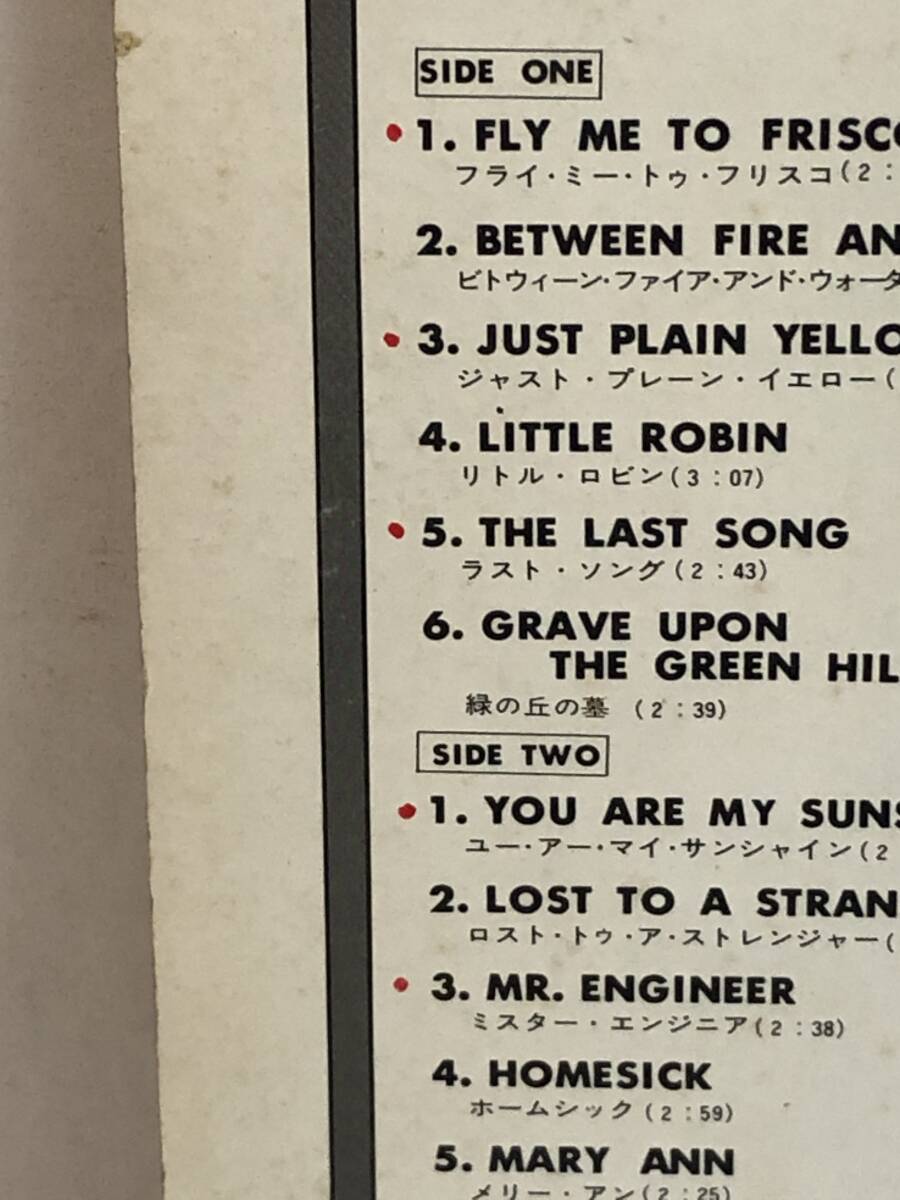 SIDE ONE
1. FLY ME TO FRISCO
フライ・ミー・トゥ・フリスコ(2:
2. BETWEEN FIRE AN
ビトウィーン・ファイア・アンド・ウォータ
3. JUST PLAIN YELLO
ジャスト・プレーン・イエロー(
4. LITTLE ROBIN
リトル・ロビン(3:07)
5. THE LAST SONG
ラスト・ソング(2:43)
6. GRAVE UPON
THE GREEN HIL
緑の丘の墓 (2:39)
SIDE TWO
1. YOU ARE MY SUNS
ユー・アー・マイ・サンシャイン(2
2. LOST TO A STRAN
ロスト・トゥ・ア・ストレンジャー(
3. MR. ENGINEER
ミスター・エンジニア(2:38)
4. HOMESICK
ホームシック(2:59)
5. MARY ANN
メリー・アン(2:25)